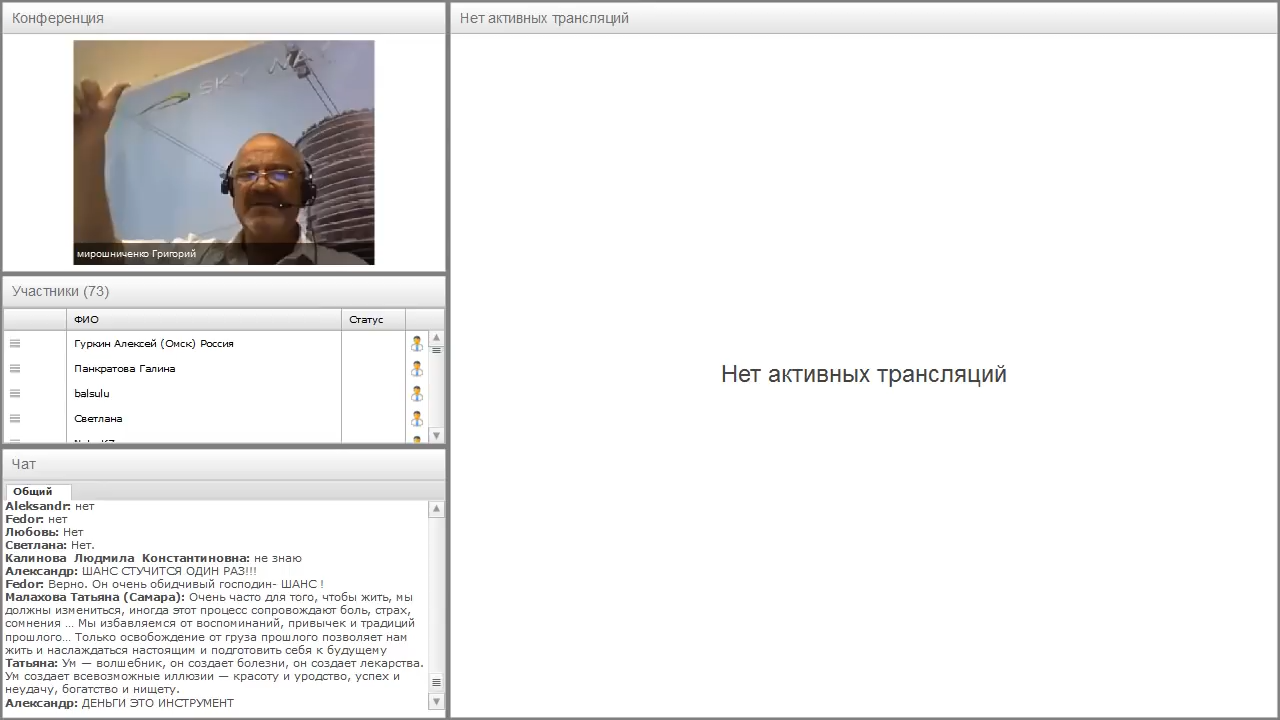 Конференция
SKY WAY
мирошниченко Григорий
Участники (73)
ФИО
Статус
Гуркин Алексей (Омск) Россия
Панкратова Галина
balsulu
Светлана
Чат
Общий
Aleksandr: нет
Fedor: нет
Любовь: Нет
Светлана: Нет.
Калинова Людмила Константиновна: не знаю
Александр: ШАНС СТУЧИТСЯ ОДИН РАЗ!!!
Fedor: Верно. Он очень обидчивый господин- ШАНС !
Малахова Татьяна (Самара): Очень часто для того, чтобы жить, мы
должны измениться, иногда этот процесс сопровождают боль, страх,
сомнения ... Мы избавляемся от воспоминаний, привычек и традиций
прошлого... Только освобождение от груза прошлого позволяет нам
жить и наслаждаться настоящим и подготовить себя к будущему
Татьяна: Ум — волшебник, он создает болезни, он создает лекарства.
Ум создает всевозможные иллюзии — красоту и уродство, успех и
неудачу, богатство и нищету.
Александр: ДЕНЬГИ ЭТО ИНСТРУМЕНТ
Нет активных трансляций
Нет активных трансляций